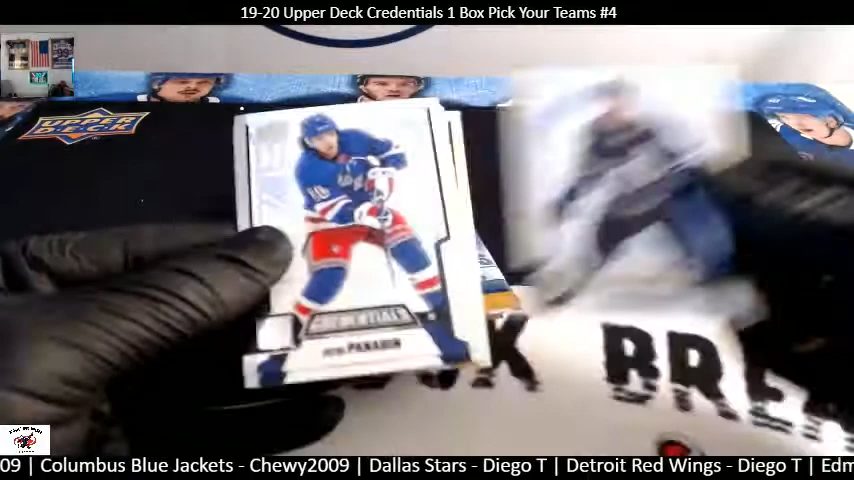 19-20 Upper Deck Credentials 1 Box Pick Your Teams #4
UPPER DECK
10
CREDENTIALS
PANARIN
BRE
09 | Columbus Blue Jackets - Chewy2009 | Dallas Stars - Diego T | Detroit Red Wings - Diego T | Edm